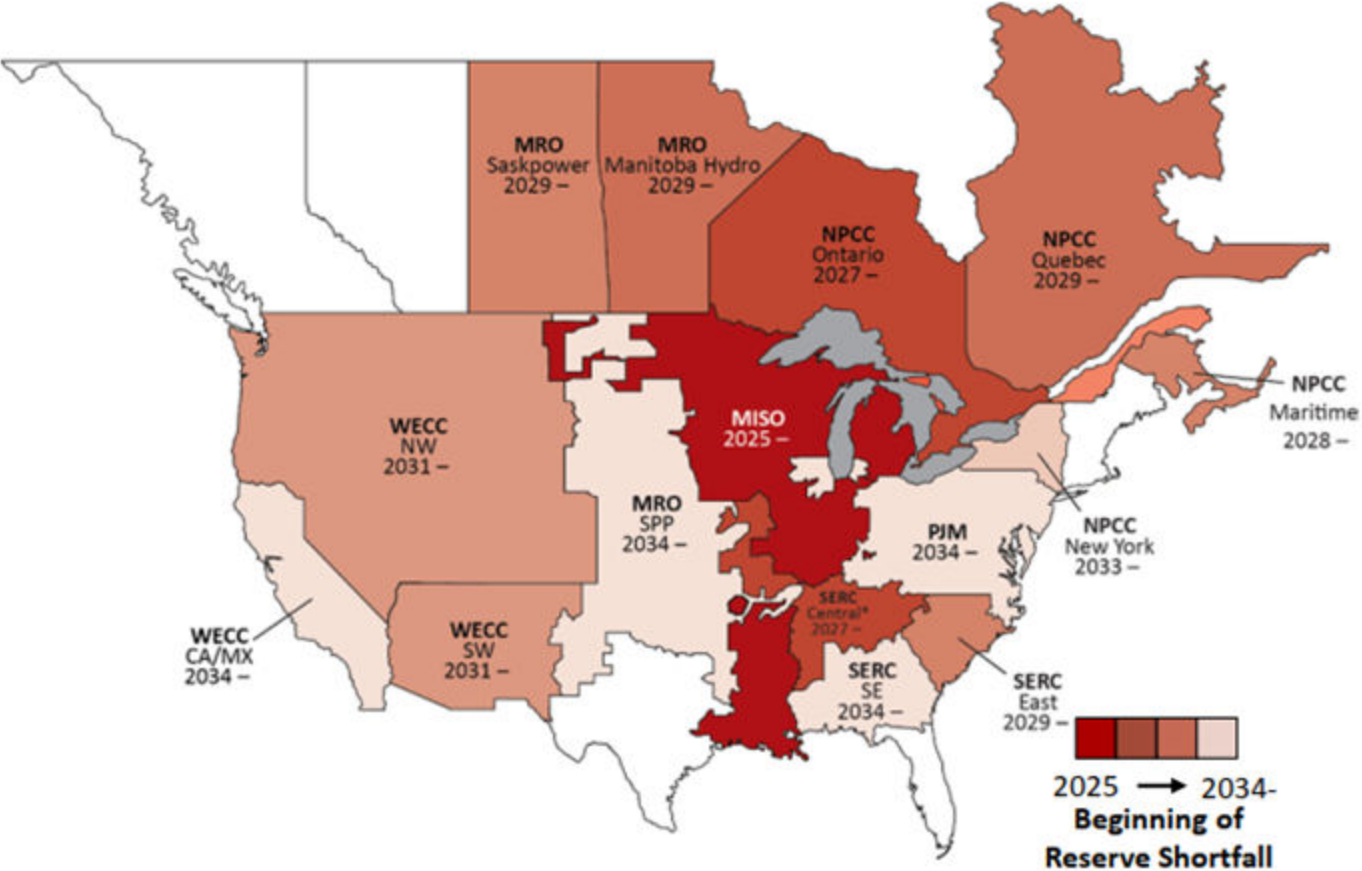 MRO
Saskpower
2029 –
MRO
Manitoba Hydro
2029 –
NPCC
Ontario
2027 –
NPCC
Quebec
2029 –
NPCC
Maritime
2028 –
WECC
NW
2031 –
MISO
2025 –
MRO
SPP
2034 –
PJM
2034 –
NPCC
New York
2033 –
WECC
CA/MX
2034 –
WECC
SW
2031 –
SERC
Central*
2027 –
SERC
SE
2034 –
SERC
East
2029 –
2025 → 2034-
Beginning of
Reserve Shortfall